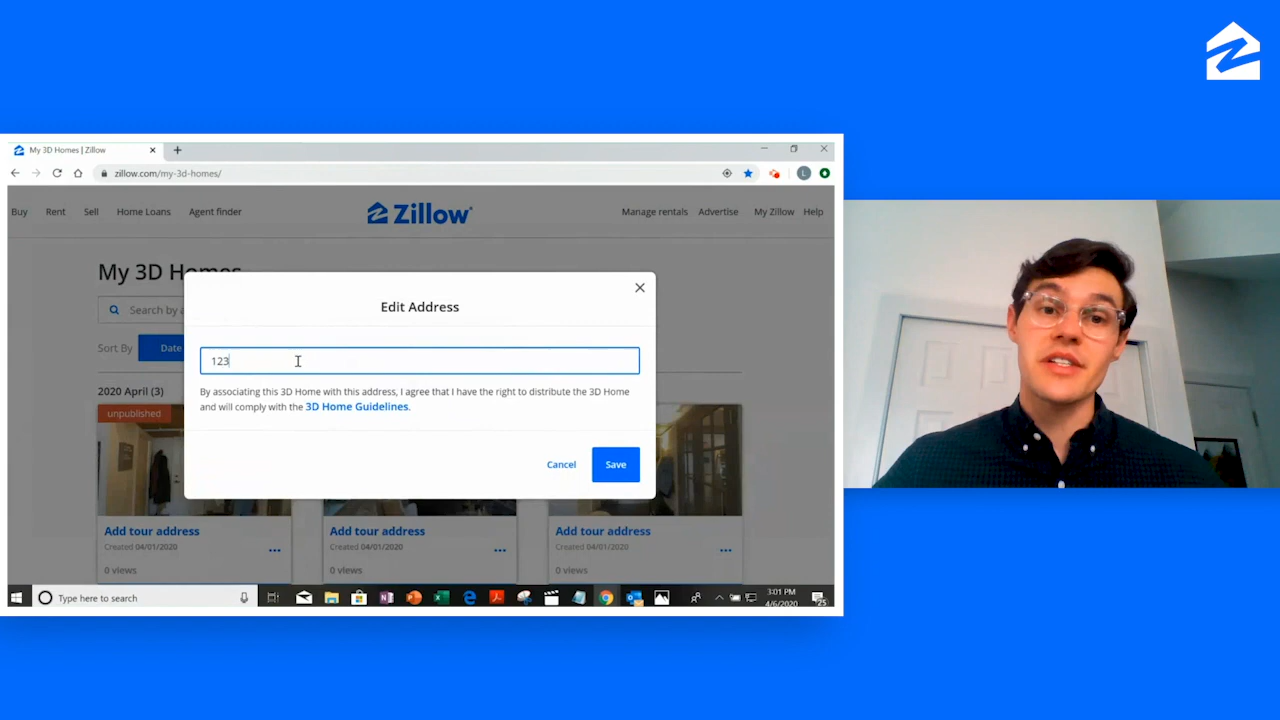 My 3D Homes | Zillow
zillow.com/my-3d-homes/
L
Buy Rent Sell Home Loans Agent finder
Zillow
Manage rentals Advertise My Zillow Help
My 3D Homes
Search by a
Sort By Date
2020 April (3)
unpublished
Edit Address
123
By associating this 3D Home with this address, I agree that I have the right to distribute the 3D Home
and will comply with the 3D Home Guidelines.
Cancel Save
Add tour address Add tour address Add tour address
Created 04/01/2020 Created 04/01/2020 Created 04/01/2020
0 views 0 views 0 views
Type here to search
3:01 PM
4/6/2020
25